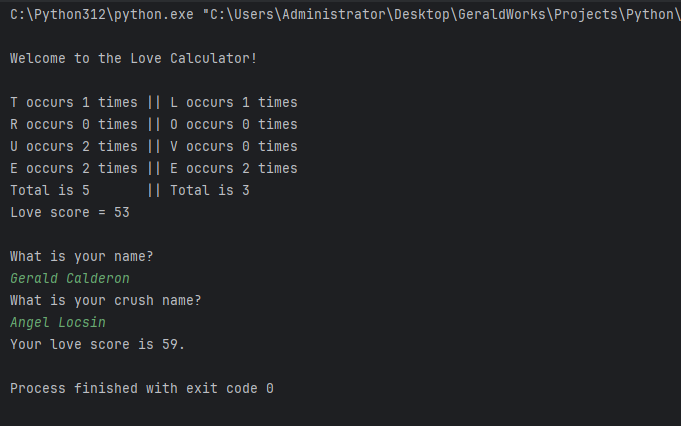 C:\Python312\python.exe "C:\Users\Administrator\Desktop\GeraldWorks\Projects\Python\
Welcome to the Love Calculator!
T occurs 1 times || L occurs 1 times
R occurs 0 times || O occurs 0 times
U occurs 2 times || V occurs 0 times
E occurs 2 times || E occurs 2 times
Total is 5       || Total is 3
Love score = 53
What is your name?
Gerald Calderon
What is your crush name?
Angel Locsin
Your love score is 59.
Process finished with exit code 0